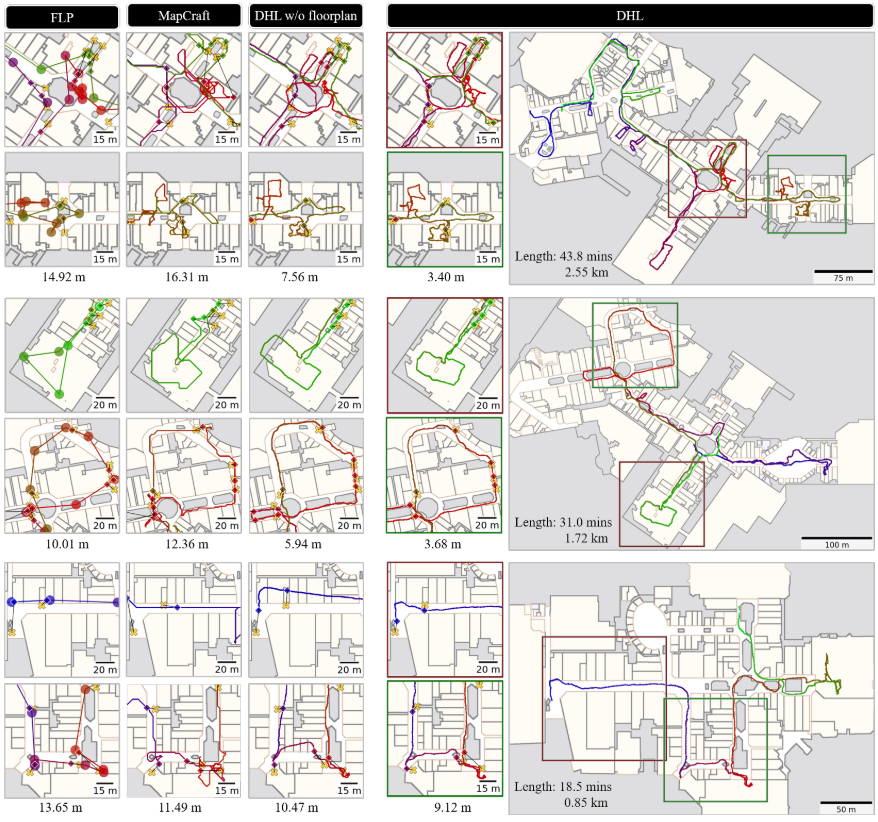 FLP MapCraft DHL w/o floorplan DHL
15 m 15 m 15 m 15 m
15 m 15 m 15 m 15 m
14.92 m 16.31 m 7.56 m 3.40 m
Length: 43.8 mins
2.55 km
75 m
20 m 20 m 20 m 20 m
20 m 20 m 20 m 20 m
10.01 m 12.36 m 5.94 m 3.68 m
Length: 31.0 mins
1.72 km
100 m
20 m 20 m 20 m 20 m
15 m 15 m 15 m 15 m
13.65 m 11.49 m 10.47 m 9.12 m
Length: 18.5 mins
0.85 km
50 m